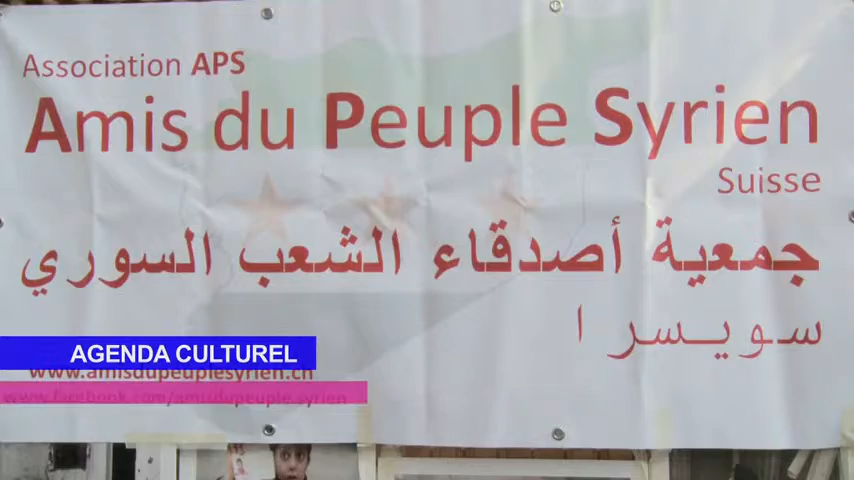 Association APS
Amis du Peuple Syrien
Suisse
جمعية أصدقاء الشعب السوري
سويسر ا
AGENDA CULTUREL
www.amisdupeuplesyrien.ch
www.facebook.com/amisdupeuple.syrien